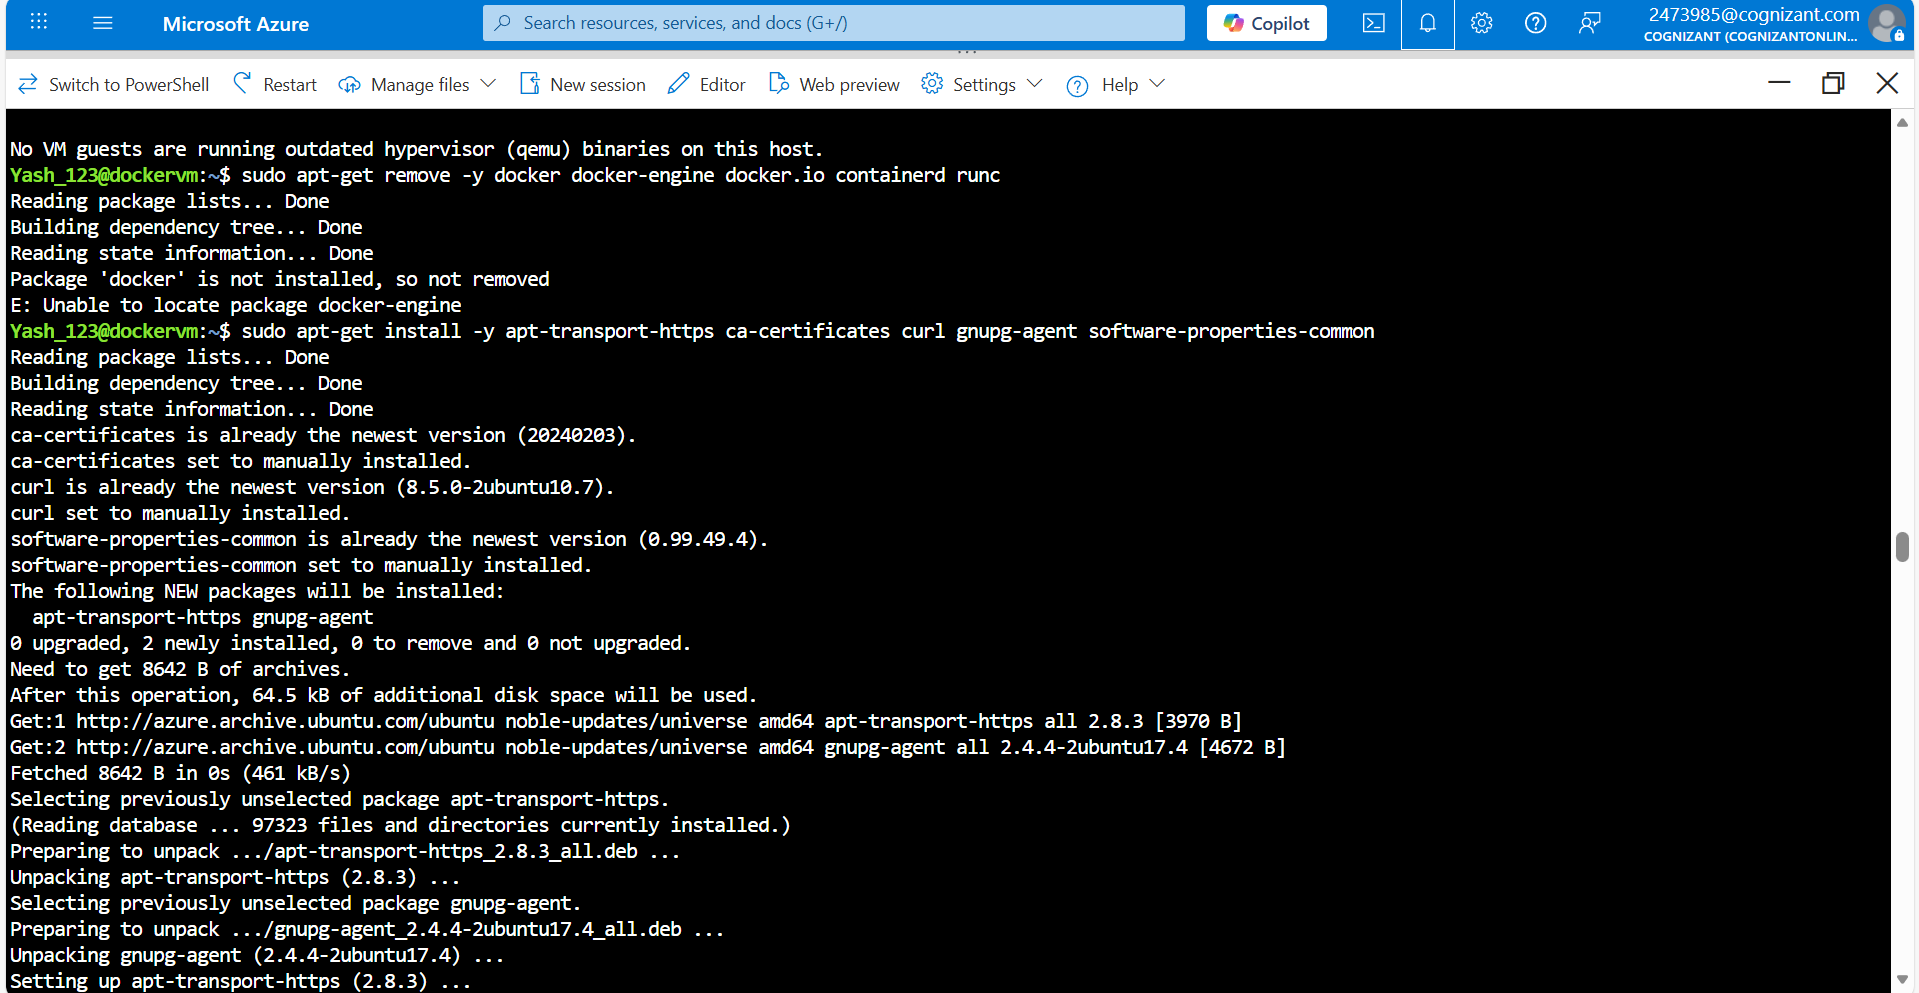 Microsoft Azure
Search resources, services, and docs (G+/)
Copilot
2473985@cognizant.com
COGNIZANT (COGNIZANTONLIN...
Switch to PowerShell
Restart
Manage files
New session
Editor
Web preview
Settings
Help
No VM guests are running outdated hypervisor (qemu) binaries on this host.
Yash_123@dockervm:~$ sudo apt-get remove -y docker docker-engine docker.io containerd runc
Reading package lists... Done
Building dependency tree... Done
Reading state information... Done
Package 'docker' is not installed, so not removed
E: Unable to locate package docker-engine
Yash_123@dockervm:~$ sudo apt-get install -y apt-transport-https ca-certificates curl gnupg-agent software-properties-common
Reading package lists... Done
Building dependency tree... Done
Reading state information... Done
ca-certificates is already the newest version (20240203).
ca-certificates set to manually installed.
curl is already the newest version (8.5.0-2ubuntu10.7).
curl set to manually installed.
software-properties-common is already the newest version (0.99.49.4).
software-properties-common set to manually installed.
The following NEW packages will be installed:
  apt-transport-https gnupg-agent
0 upgraded, 2 newly installed, 0 to remove and 0 not upgraded.
Need to get 8642 B of archives.
After this operation, 64.5 kB of additional disk space will be used.
Get:1 http://azure.archive.ubuntu.com/ubuntu noble-updates/universe amd64 apt-transport-https all 2.8.3 [3970 B]
Get:2 http://azure.archive.ubuntu.com/ubuntu noble-updates/universe amd64 gnupg-agent all 2.4.4-2ubuntu17.4 [4672 B]
Fetched 8642 B in 0s (461 kB/s)
Selecting previously unselected package apt-transport-https.
(Reading database ... 97323 files and directories currently installed.)
Preparing to unpack .../apt-transport-https_2.8.3_all.deb ...
Unpacking apt-transport-https (2.8.3) ...
Selecting previously unselected package gnupg-agent.
Preparing to unpack .../gnupg-agent_2.4.4-2ubuntu17.4_all.deb ...
Unpacking gnupg-agent (2.4.4-2ubuntu17.4) ...
Setting up apt-transport-https (2.8.3) ...